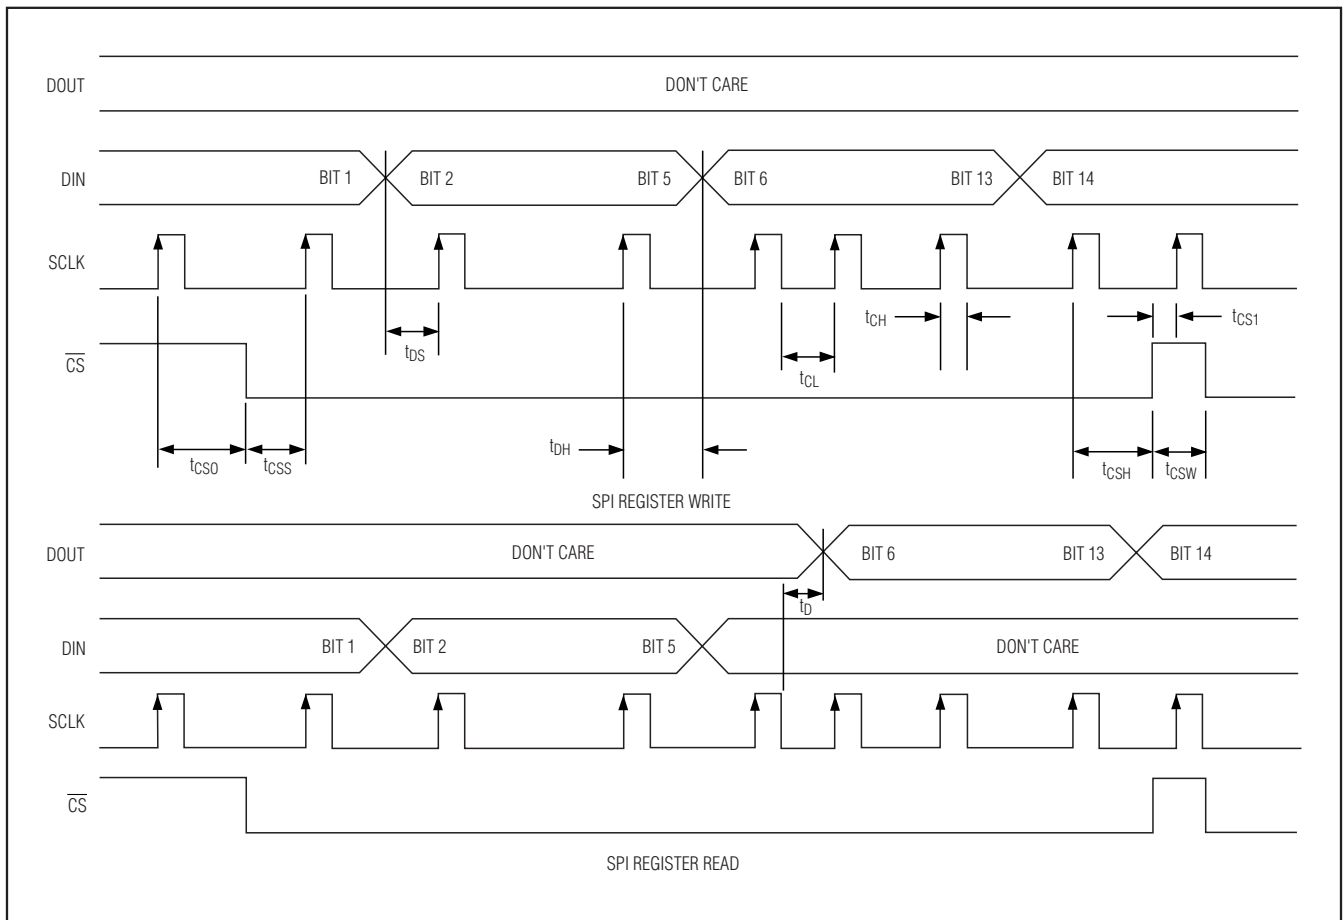 DOUT DON'T CARE
DIN BIT 1 BIT 2 BIT 5 BIT 6 BIT 13 BIT 14
SCLK
tCH tCS1
CS tDS tCL
tCSO tCSS tDH tCSH tCSW
SPI REGISTER WRITE
DOUT DON'T CARE BIT 6 BIT 13 BIT 14
tD
DIN BIT 1 BIT 2 BIT 5 DON'T CARE
SCLK
CS
SPI REGISTER READ